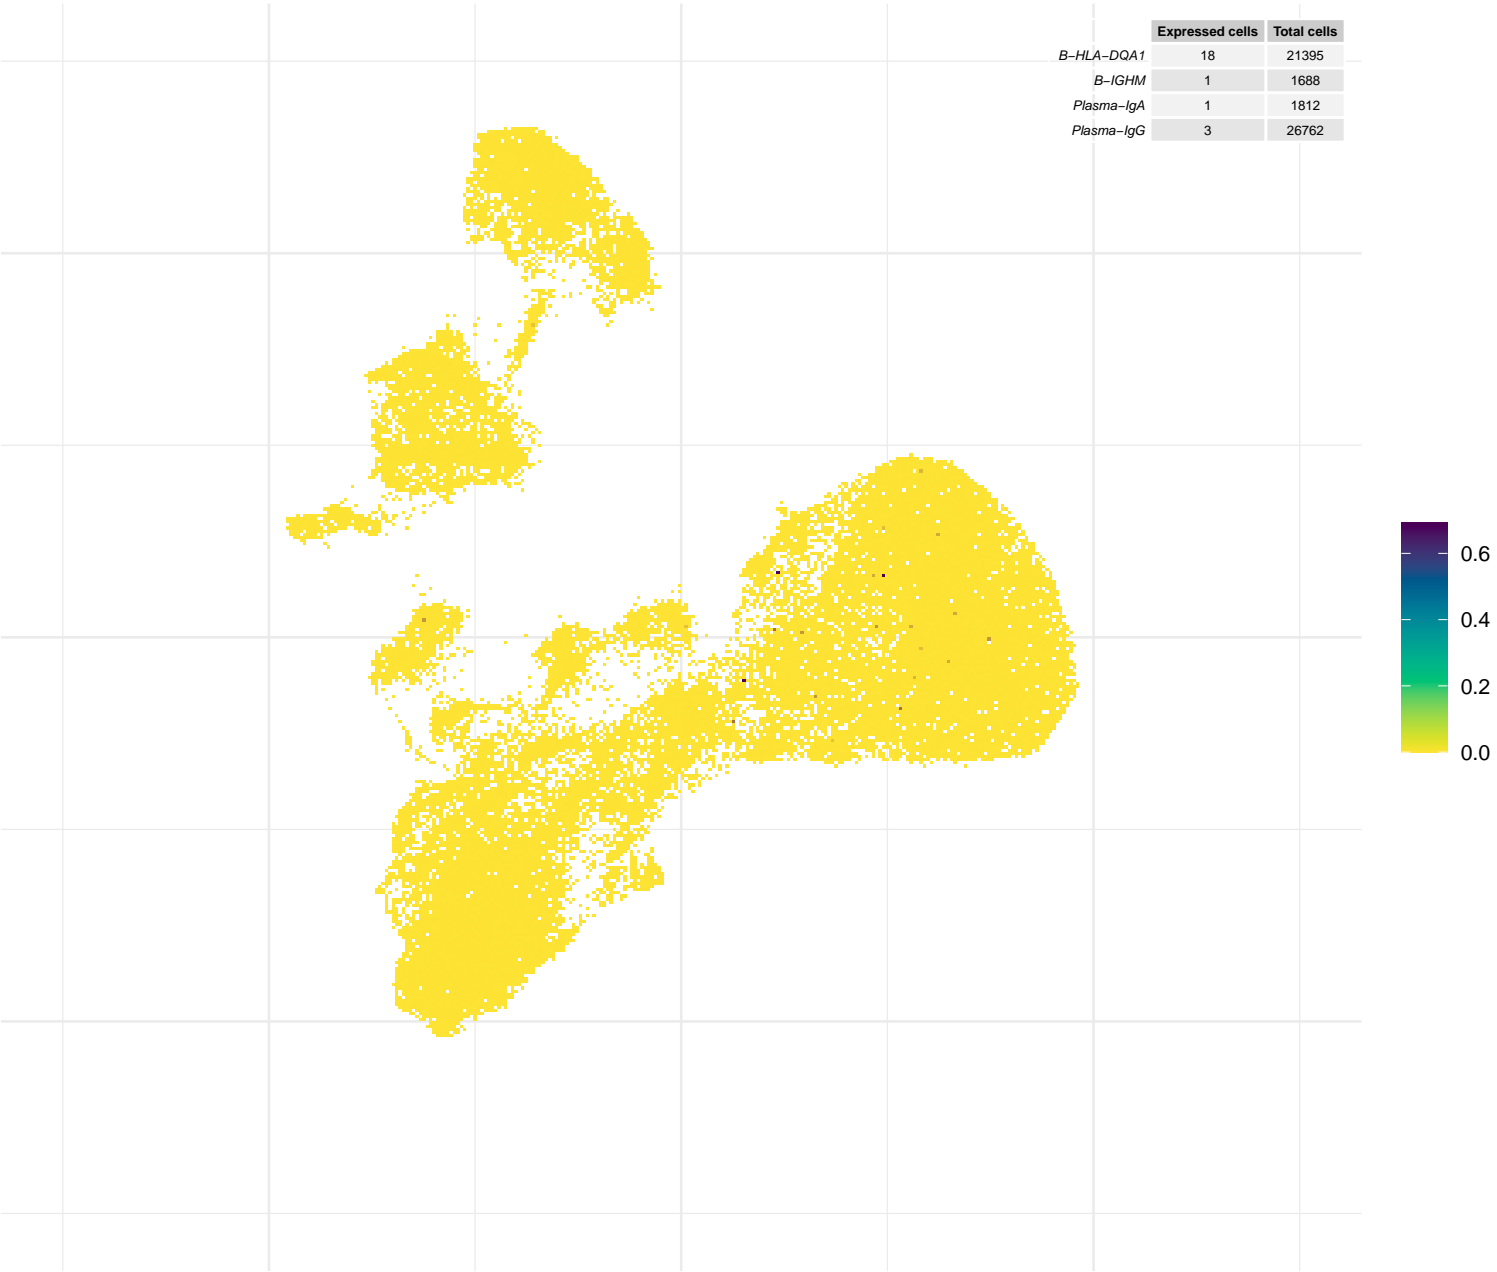 Expressed cells Total cells
B−HLA−DQA1 18 21395
B−IGHM 1 1688
Plasma−IgA 1 1812
Plasma−IgG 3 26762
0.6
0.4
0.2
0.0